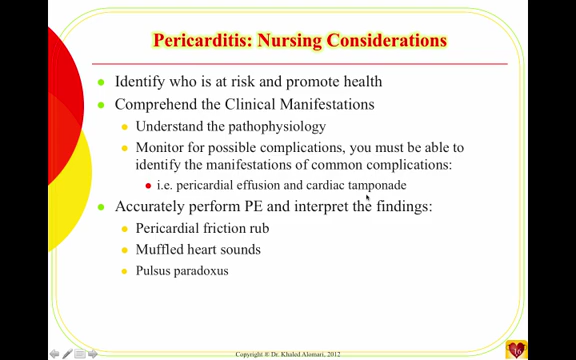 Pericarditis: Nursing Considerations
Identify who is at risk and promote health
Comprehend the Clinical Manifestations
Understand the pathophysiology
Monitor for possible complications, you must be able to
identify the manifestations of common complications:
i.e. pericardial effusion and cardiac tamponade
Accurately perform PE and interpret the findings:
Pericardial friction rub
Muffled heart sounds
Pulsus paradoxus
Copyright ® Dr. Khaled Alomari, 2012